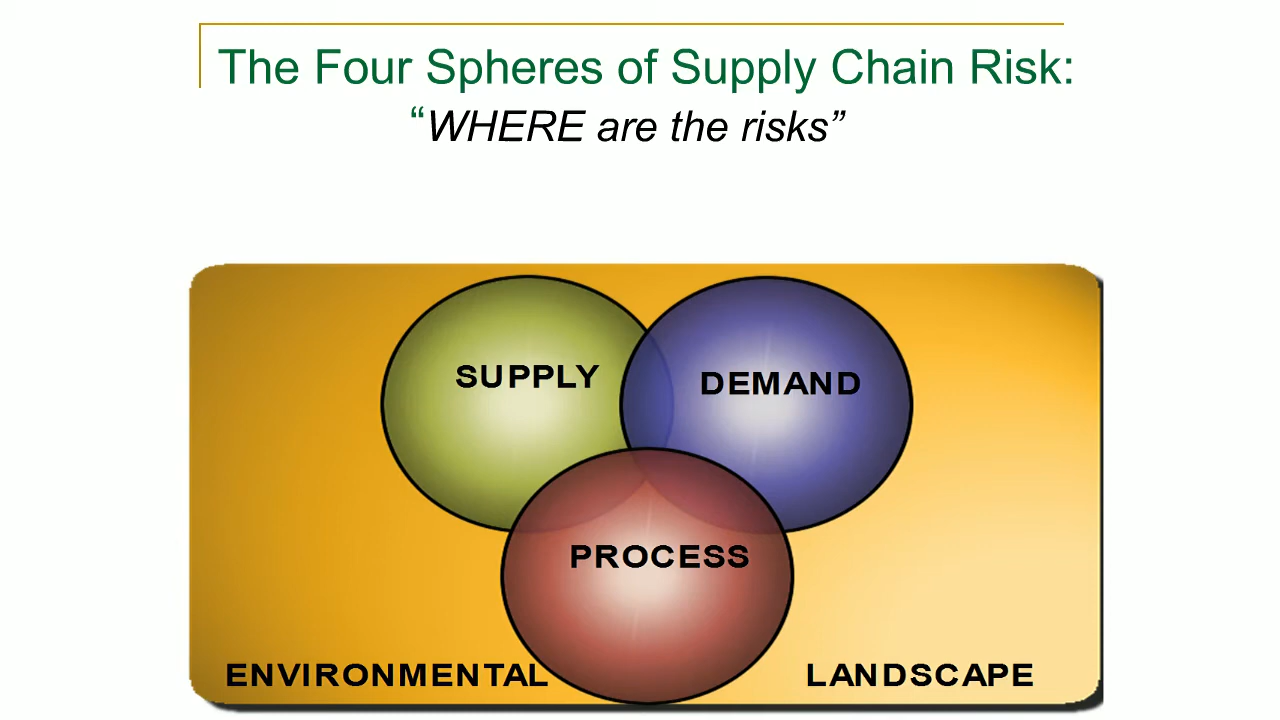 The Four Spheres of Supply Chain Risk:
“WHERE are the risks”
SUPPLY
DEMAND
PROCESS
ENVIRONMENTAL LANDSCAPE